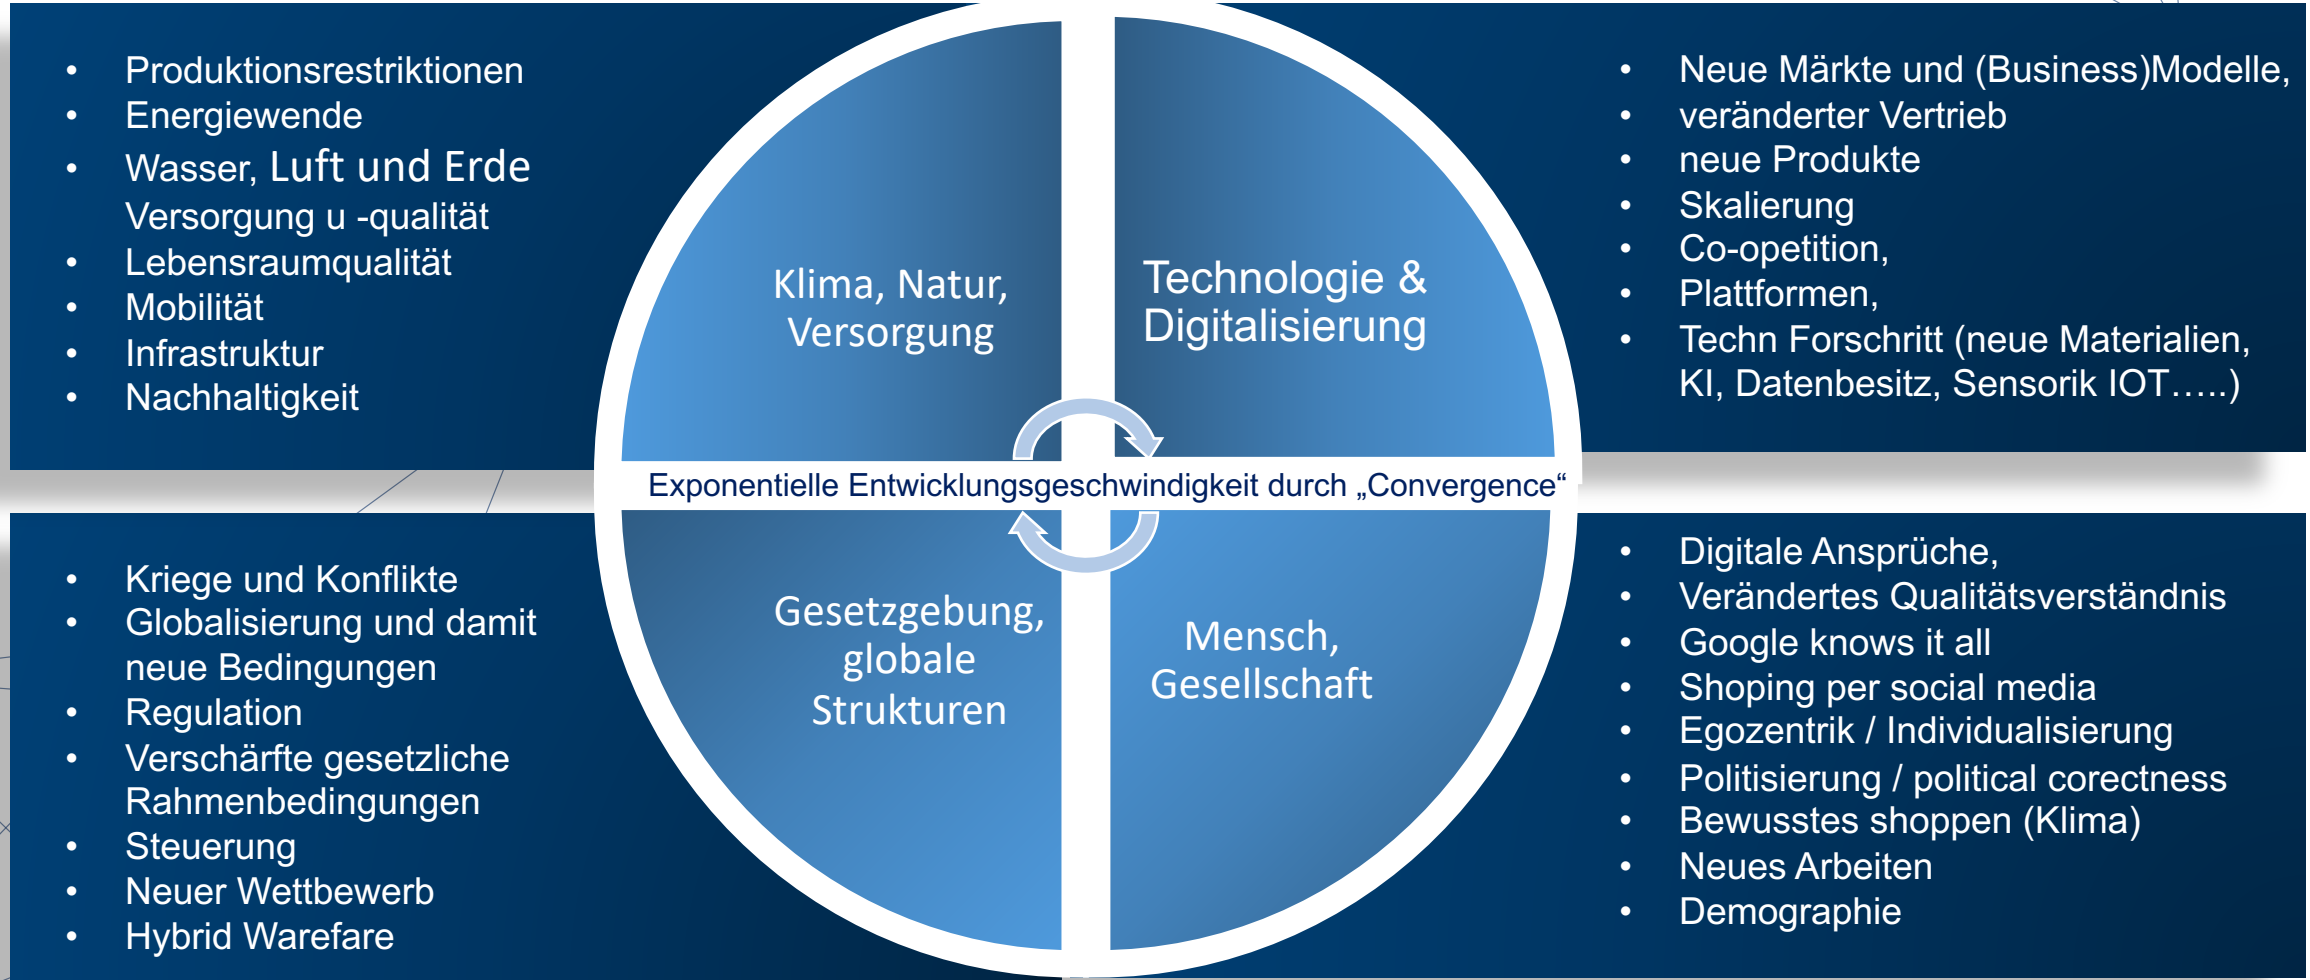 • Produktionsrestriktionen
• Energiewende
• Wasser, Luft und Erde
Versorgung u -qualität
• Lebensraumqualität
• Mobilität
• Infrastruktur
• Nachhaltigkeit
Klima, Natur,
Versorgung
Technologie &
Digitalisierung
• Neue Märkte und (Business)Modelle,
• veränderter Vertrieb
• neue Produkte
• Skalierung
• Co-opetition,
• Plattformen,
• Techn Forschritt (neue Materialien,
KI, Datenbesitz, Sensorik IOT…..)
Exponentielle Entwicklungsgeschwindigkeit durch „Convergence“
• Kriege und Konflikte
• Globalisierung und damit
neue Bedingungen
• Regulation
• Verschärfte gesetzliche
Rahmenbedingungen
• Steuerung
• Neuer Wettbewerb
• Hybrid Warefare
Gesetzgebung,
globale
Strukturen
Mensch,
Gesellschaft
• Digitale Ansprüche,
• Verändertes Qualitätsverständnis
• Google knows it all
• Shoping per social media
• Egozentrik / Individualisierung
• Politisierung / political corectness
• Bewusstes shoppen (Klima)
• Neues Arbeiten
• Demographie